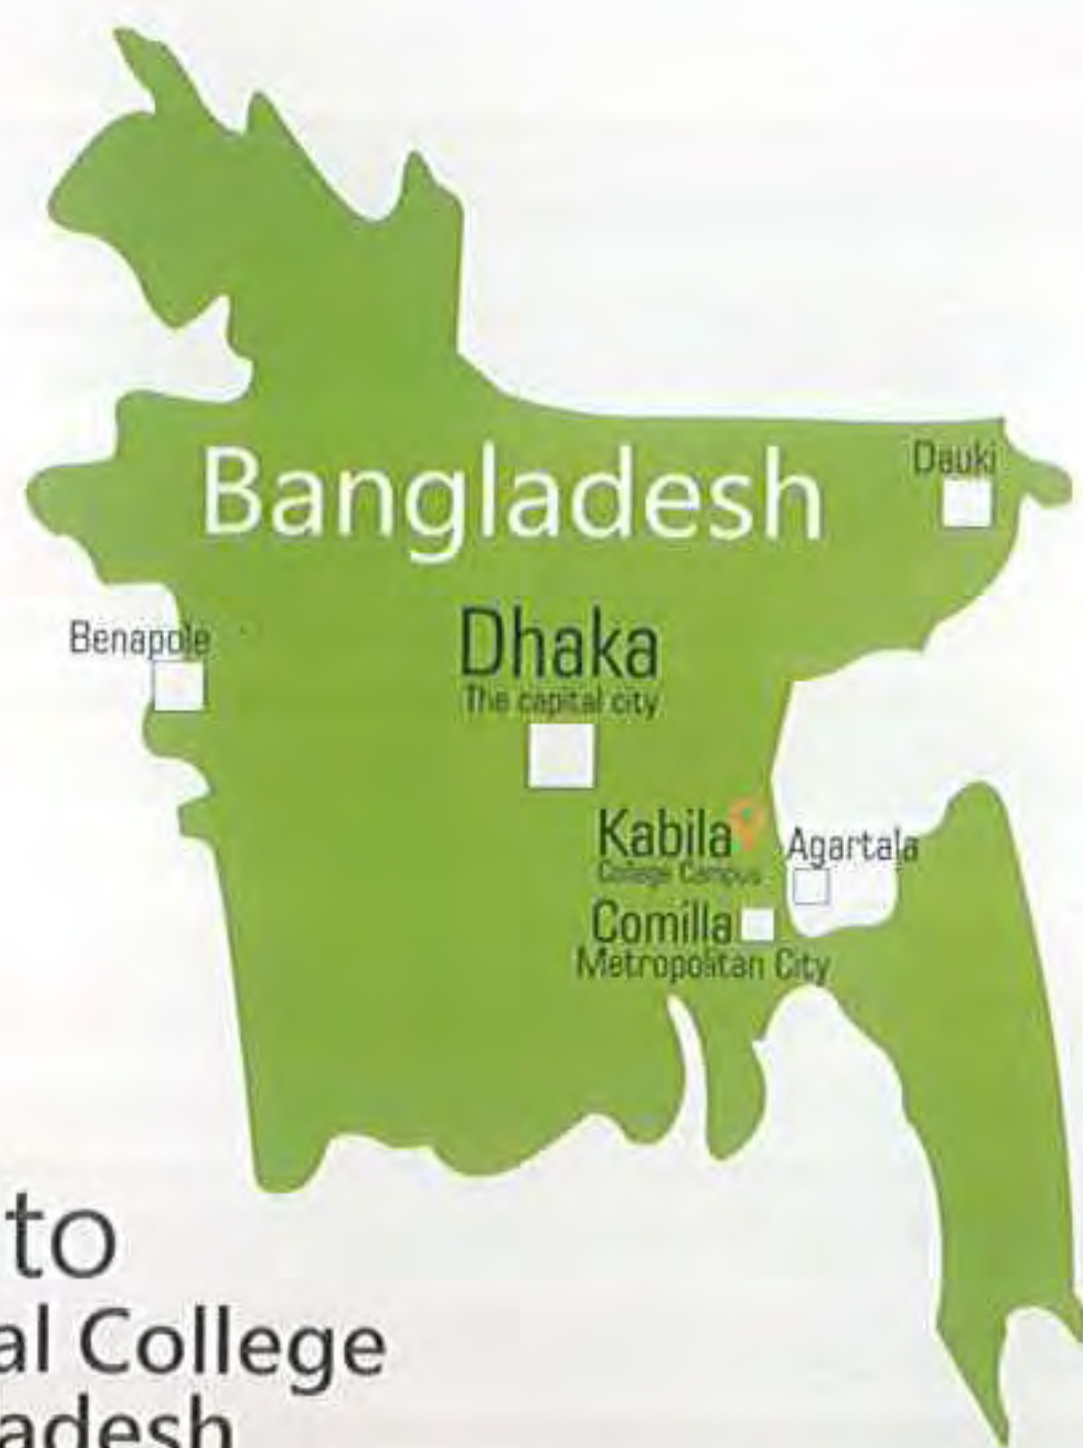 Dauki
Bangladesh
Benapole
Dhaka
The capital city
Kabila
College Campus
Agartala
Comilla
Metropolitan City
to
al College
adesh